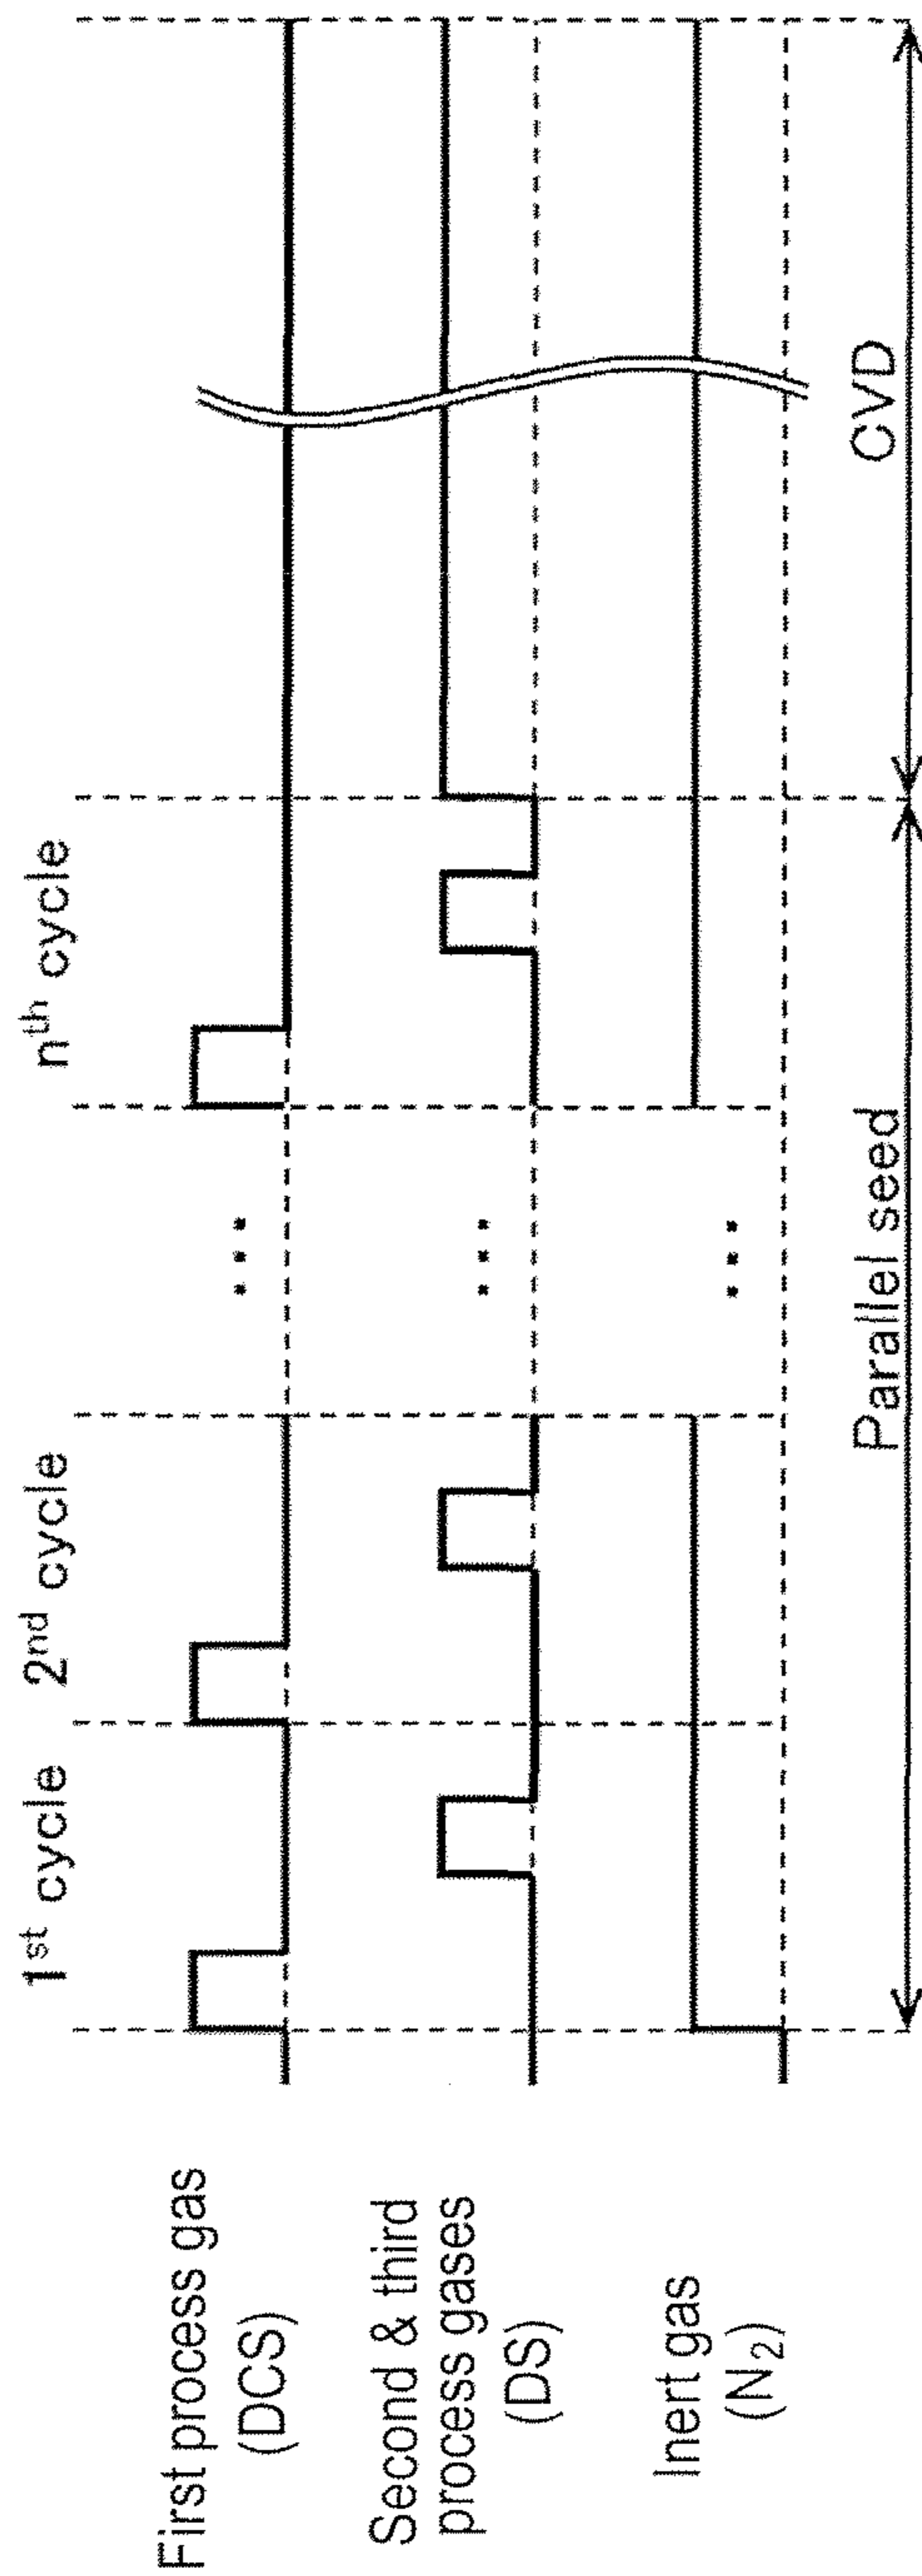 1st cycle
2nd cycle
nth cycle
First process gas
(DCS)
Second & third
process gases
(DS)
Inert gas
(N2)
Parallel seed
CVD